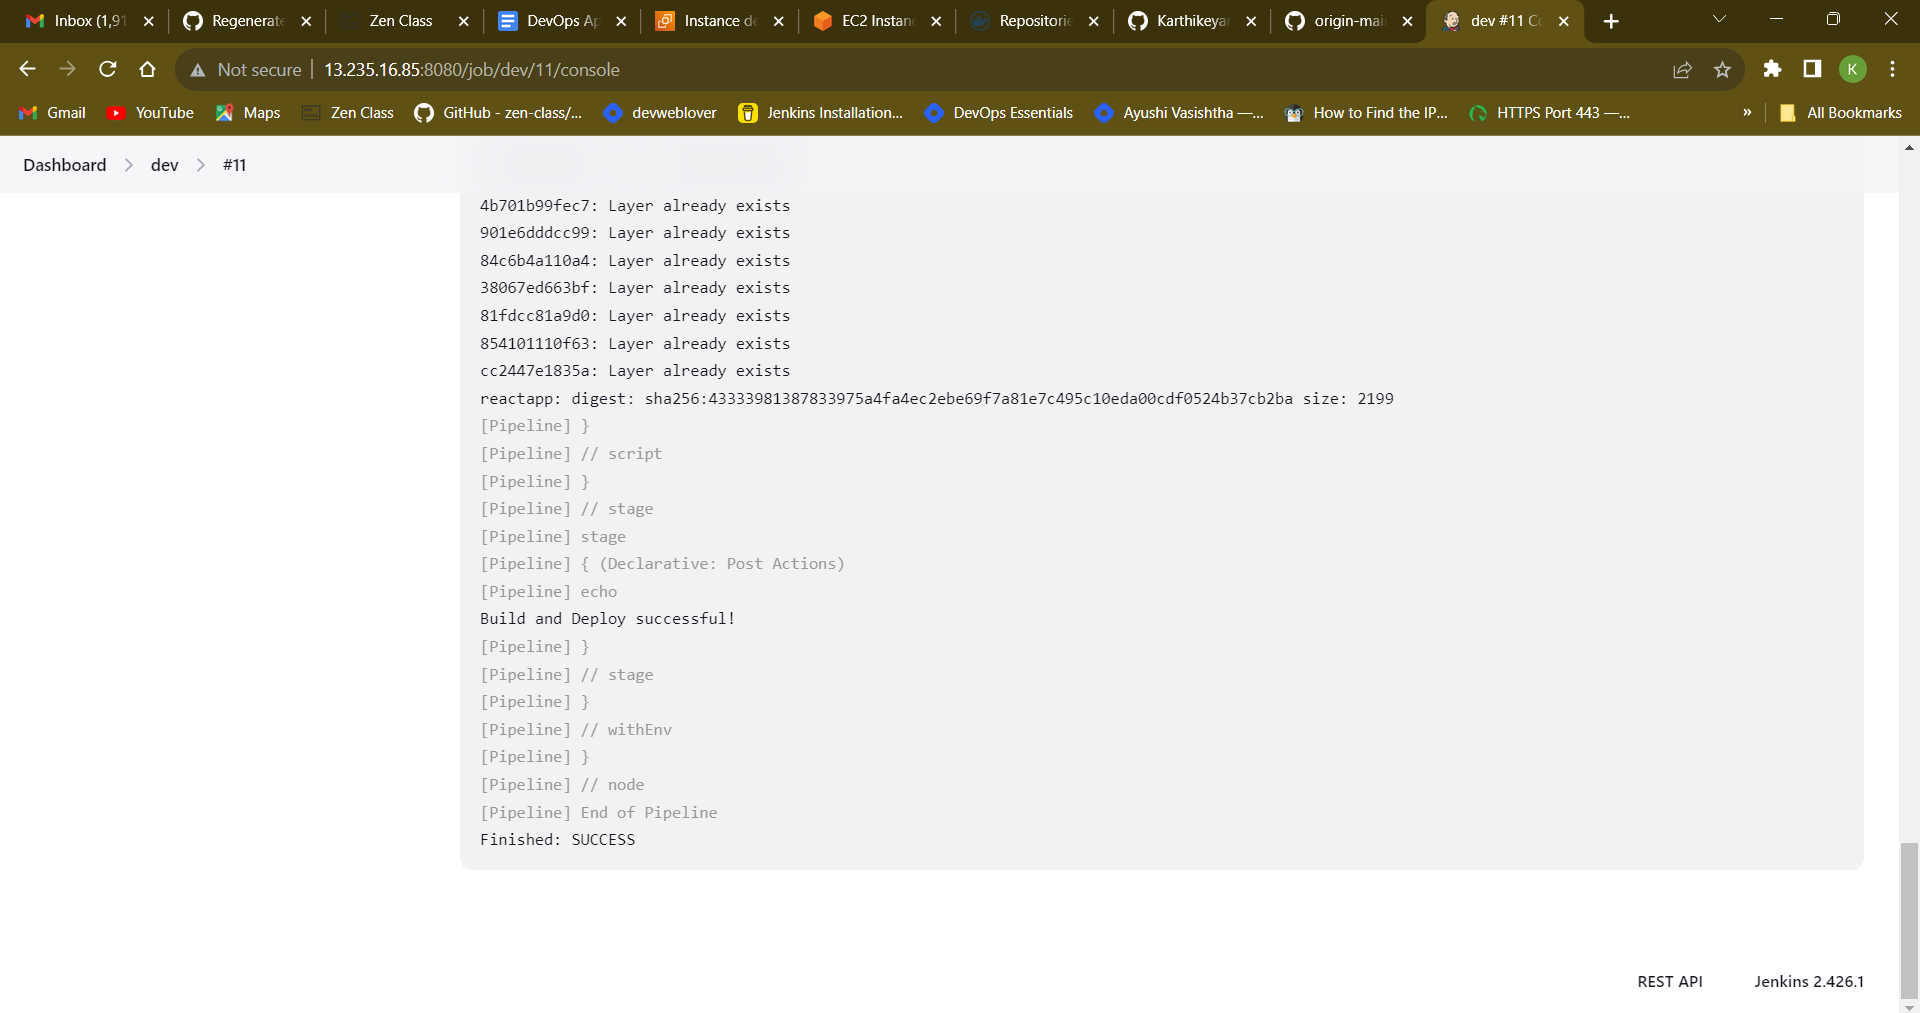 Inbox (1,91
Regenerate
Zen Class
DevOps Ap
Instance de
EC2 Instanc
Repositorie
Karthikeyan
origin-mai
dev #11 Co
Not secure
13.235.16.85:8080/job/dev/11/console
K
Gmail
YouTube
Maps
Zen Class
GitHub - zen-class/...
devweblover
Jenkins Installation...
DevOps Essentials
Ayushi Vasishtha —...
How to Find the IP...
HTTPS Port 443 —...
»
All Bookmarks
Dashboard
dev
#11
4b701b99fec7: Layer already exists
901e6dddcc99: Layer already exists
84c6b4a110a4: Layer already exists
38067ed663bf: Layer already exists
81fdcc81a9d0: Layer already exists
854101110f63: Layer already exists
cc2447e1835a: Layer already exists
reactapp: digest: sha256:43333981387833975a4fa4ec2ebe69f7a81e7c495c10eda00cdf0524b37cb2ba size: 2199
[Pipeline] }
[Pipeline] // script
[Pipeline] }
[Pipeline] // stage
[Pipeline] stage
[Pipeline] { (Declarative: Post Actions)
[Pipeline] echo
Build and Deploy successful!
[Pipeline] }
[Pipeline] // stage
[Pipeline] }
[Pipeline] // withEnv
[Pipeline] }
[Pipeline] // node
[Pipeline] End of Pipeline
Finished: SUCCESS
REST API
Jenkins 2.426.1